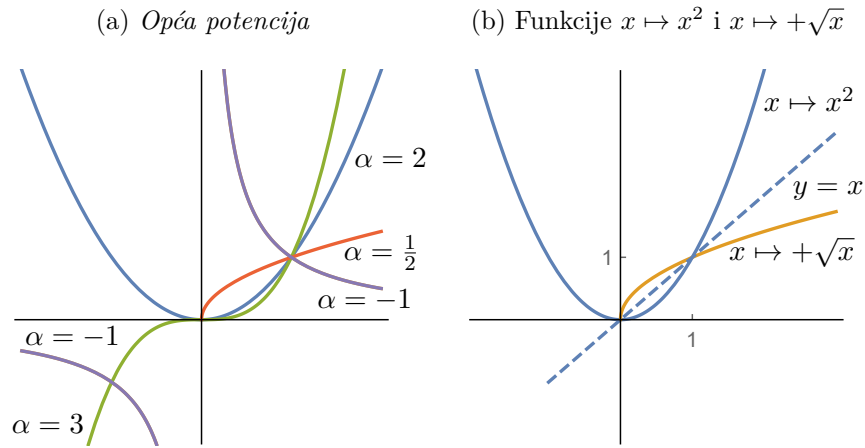 (a) Opća potencija
α = 2
α = 1/2
α = −1
α = −1
α = 3
(b) Funkcije x ↦ x² i x ↦ +√x
x ↦ x²
y = x
x ↦ +√x
1
1